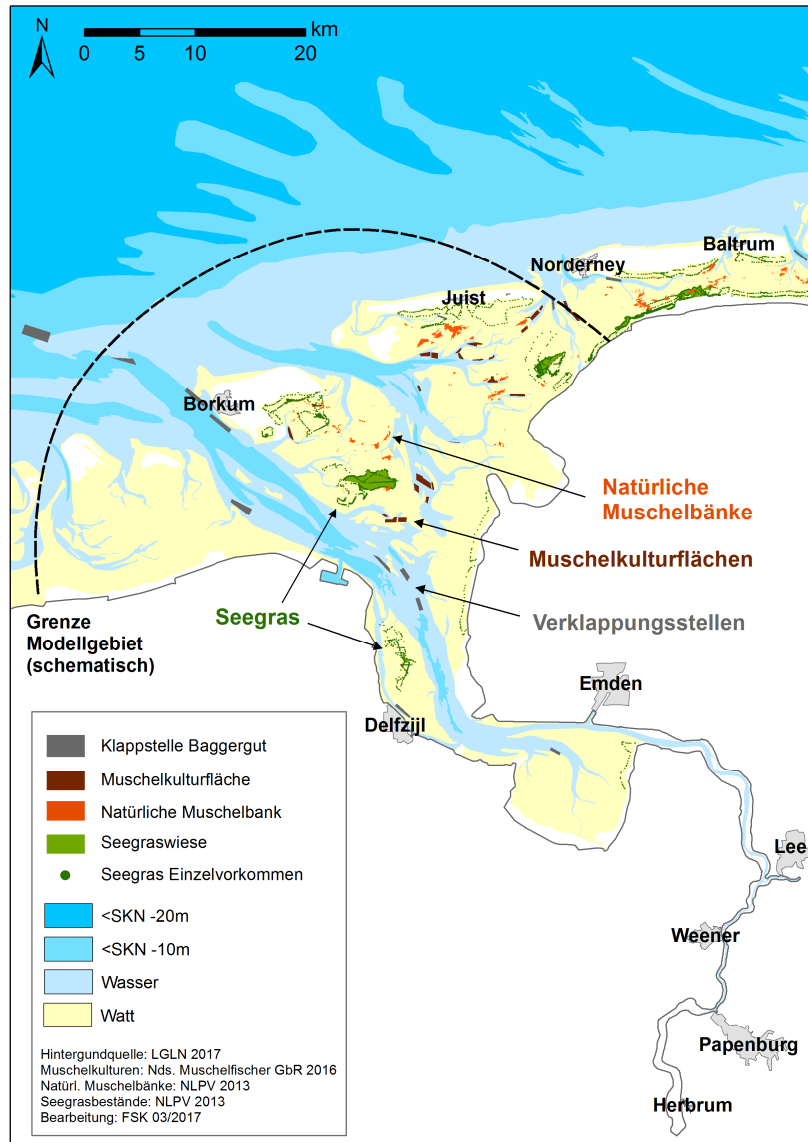 N
km
0 5 10 20
Baltrum
Norderney
Juist
Borkum
Natürliche
Muschelbänke
Muschelkulturflächen
Seegras
Verklappungsstellen
Grenze
Modellgebiet
(schematisch)
Emden
Delfzijl
Lee
Weener
Papenburg
Herbrum
Klappstelle Baggergut
Muschelkulturfläche
Natürliche Muschelbank
Seegraswiese
Seegras Einzelvorkommen
<SKN -20m
<SKN -10m
Wasser
Watt
Hintergundquelle: LGLN 2017
Muschelkulturen: Nds. Muschelfischer GbR 2016
Natürl. Muschelbänke: NLPV 2013
Seegrasbestände: NLPV 2013
Bearbeitung: FSK 03/2017